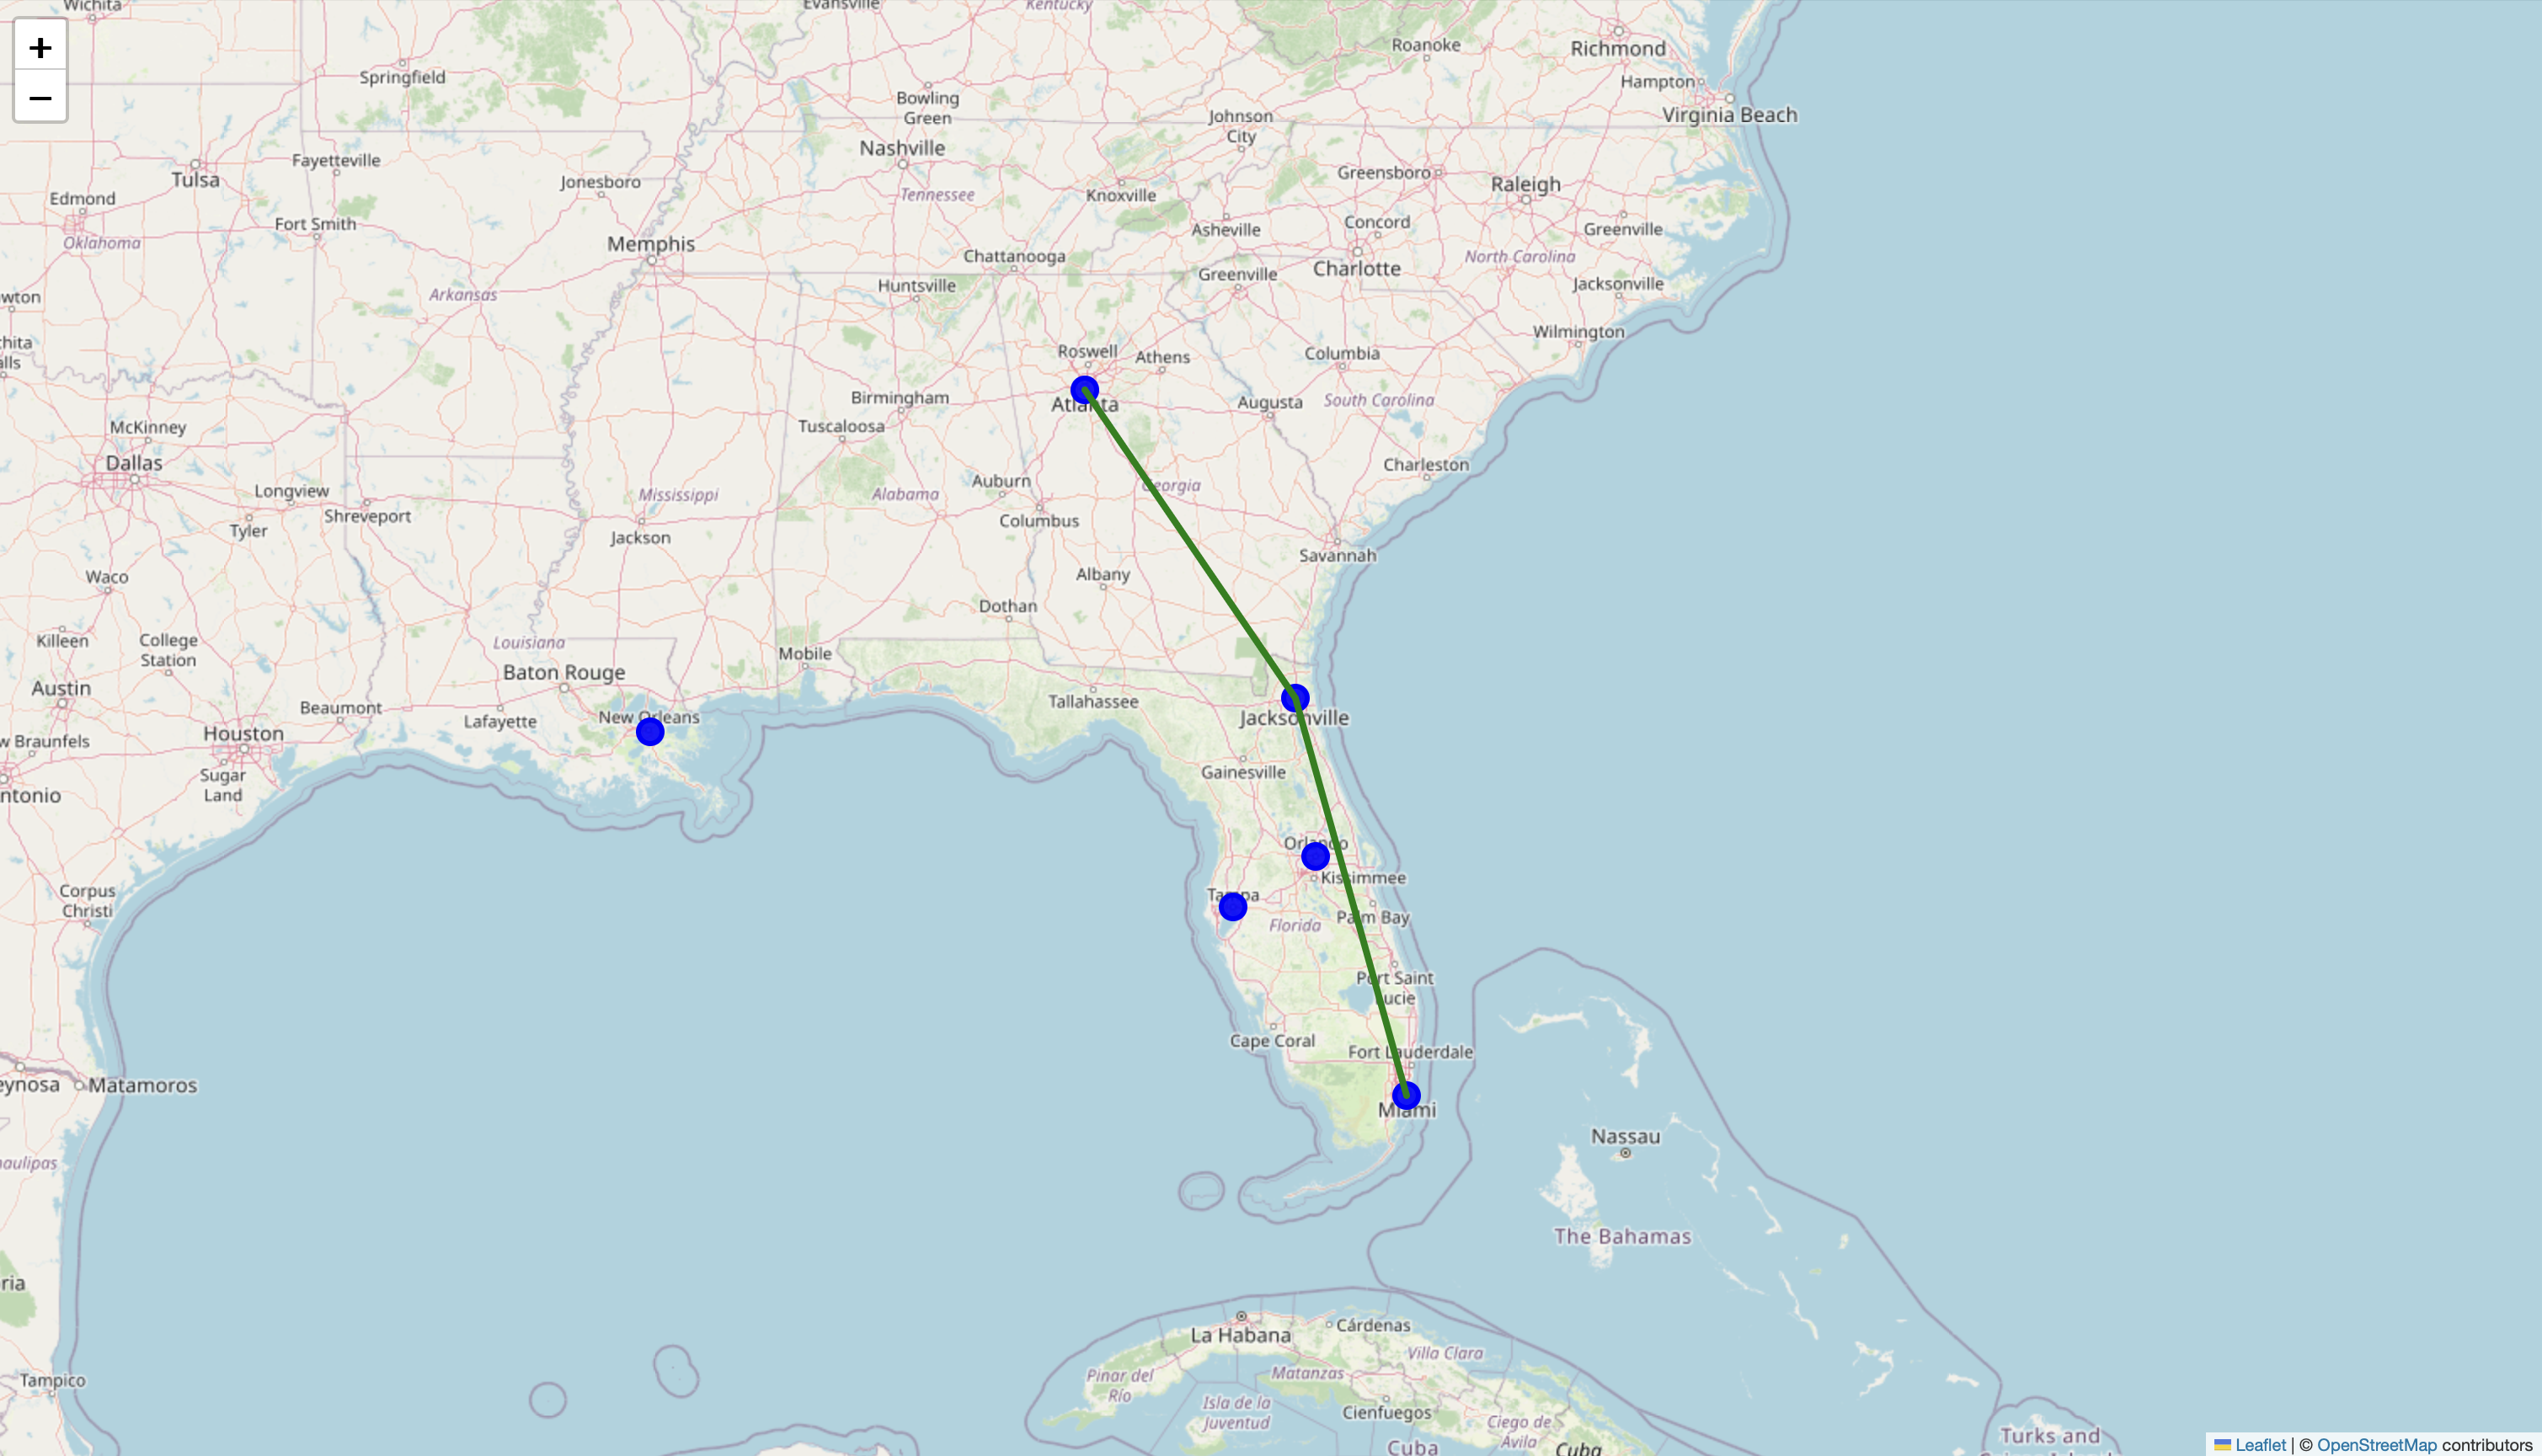 Wichita
Evansville
Kentucky
+
−
Springfield
Roanoke
Richmond
Hampton
Virginia Beach
Bowling
Green
Johnson
City
Nashville
Fayetteville
Tulsa
Jonesboro
Tennessee
Knoxville
Greensboro
Raleigh
Edmond
Fort Smith
Oklahoma
Memphis
Asheville
Concord
Greenville
Chattanooga
Greenville
Charlotte
North Carolina
Huntsville
Jacksonville
wton
Arkansas
Wilmington
hita
alls
Roswell
Athens
Columbia
Birmingham
Atlanta
Augusta
South Carolina
McKinney
Tuscaloosa
Dallas
Charleston
Longview
Mississippi
Alabama
Auburn
Georgia
Shreveport
Tyler
Jackson
Columbus
Savannah
Waco
Albany
Dothan
Killeen
College
Station
Louisiana
Mobile
Baton Rouge
Austin
Tallahassee
Beaumont
Lafayette
New Orleans
Jacksonville
w Braunfels
Houston
Gainesville
Sugar
Land
ntonio
Orlando
Kissimmee
Corpus
Christi
Tampa
Florida
Palm Bay
Port Saint
Lucie
Cape Coral
Fort Lauderdale
eynosa
Matamoros
Miami
Nassau
aulipas
The Bahamas
ria
La Habana
Cárdenas
Villa Clara
Tampico
Pinar del
Río
Matanzas
Isla de la
Juventud
Cienfuegos
Ciego de
Ávila
Cuba
Cuba
Turks and
Leaflet | © OpenStreetMap contributors